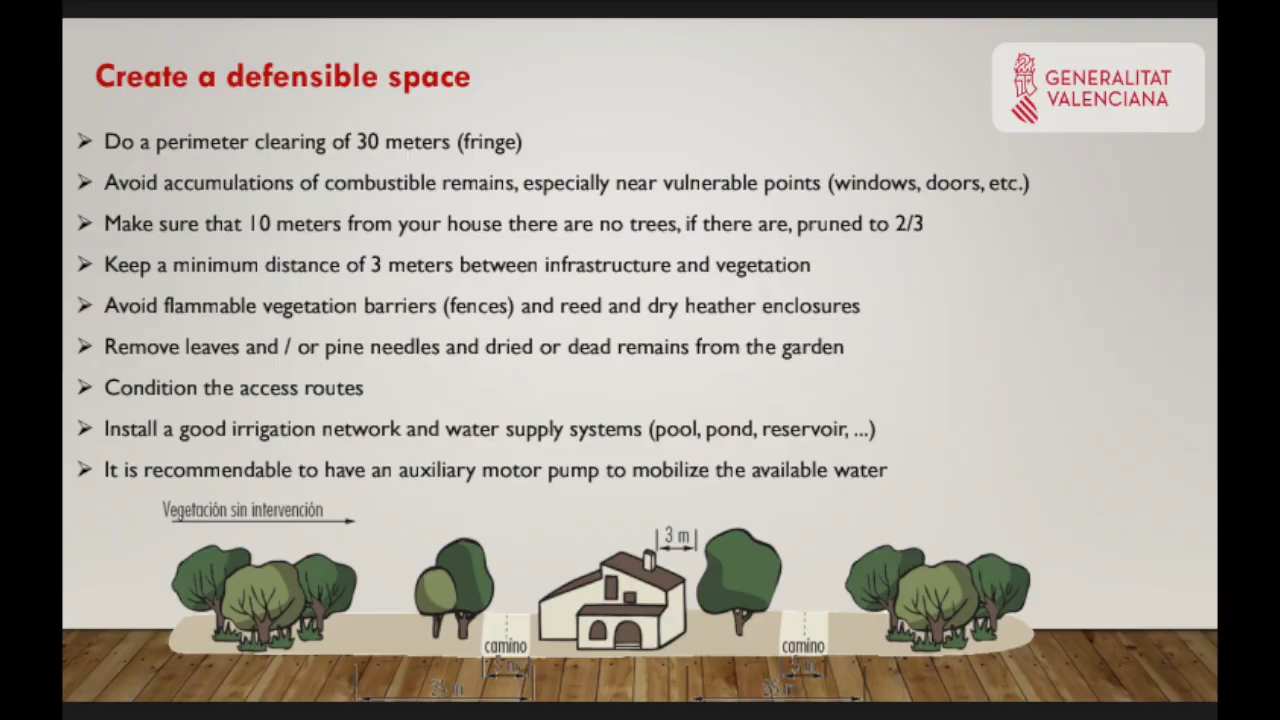 Create a defensible space
GENERALITAT
VALENCIANA
Do a perimeter clearing of 30 meters (fringe)
Avoid accumulations of combustible remains, especially near vulnerable points (windows, doors, etc.)
Make sure that 10 meters from your house there are no trees, if there are, pruned to 2/3
Keep a minimum distance of 3 meters between infrastructure and vegetation
Avoid flammable vegetation barriers (fences) and reed and dry heather enclosures
Remove leaves and / or pine needles and dried or dead remains from the garden
Condition the access routes
Install a good irrigation network and water supply systems (pool, pond, reservoir, ...)
It is recommendable to have an auxiliary motor pump to mobilize the available water
Vegetación sin intervención
3 m
camino
camino
5 m
5 m
25 m
25 m